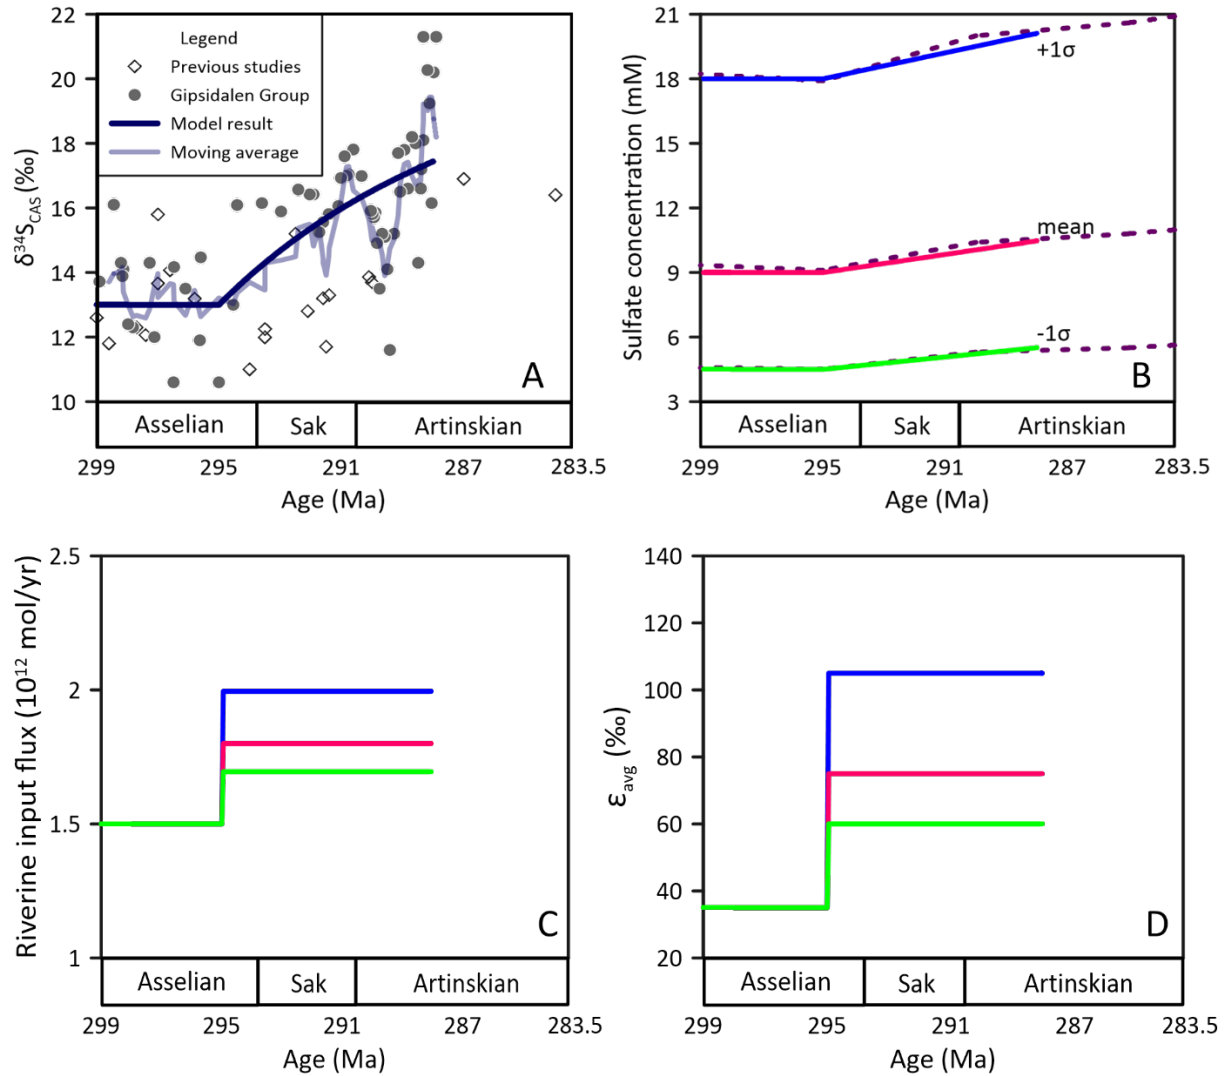 22
20
18
16
14
12
10
δ³⁴S_CAS (‰)
Legend
Previous studies
Gipsidalen Group
Model result
Moving average
A
Asselian
Sak
Artinskian
299
295
291
287
283.5
Age (Ma)
21
18
15
12
9
6
3
Sulfate concentration (mM)
+1σ
mean
-1σ
B
Asselian
Sak
Artinskian
299
295
291
287
283.5
Age (Ma)
2.5
2
1.5
1
Riverine input flux (10¹² mol/yr)
C
Asselian
Sak
Artinskian
299
295
291
287
283.5
Age (Ma)
140
120
100
80
60
40
20
ε_avg (‰)
D
Asselian
Sak
Artinskian
299
295
291
287
283.5
Age (Ma)